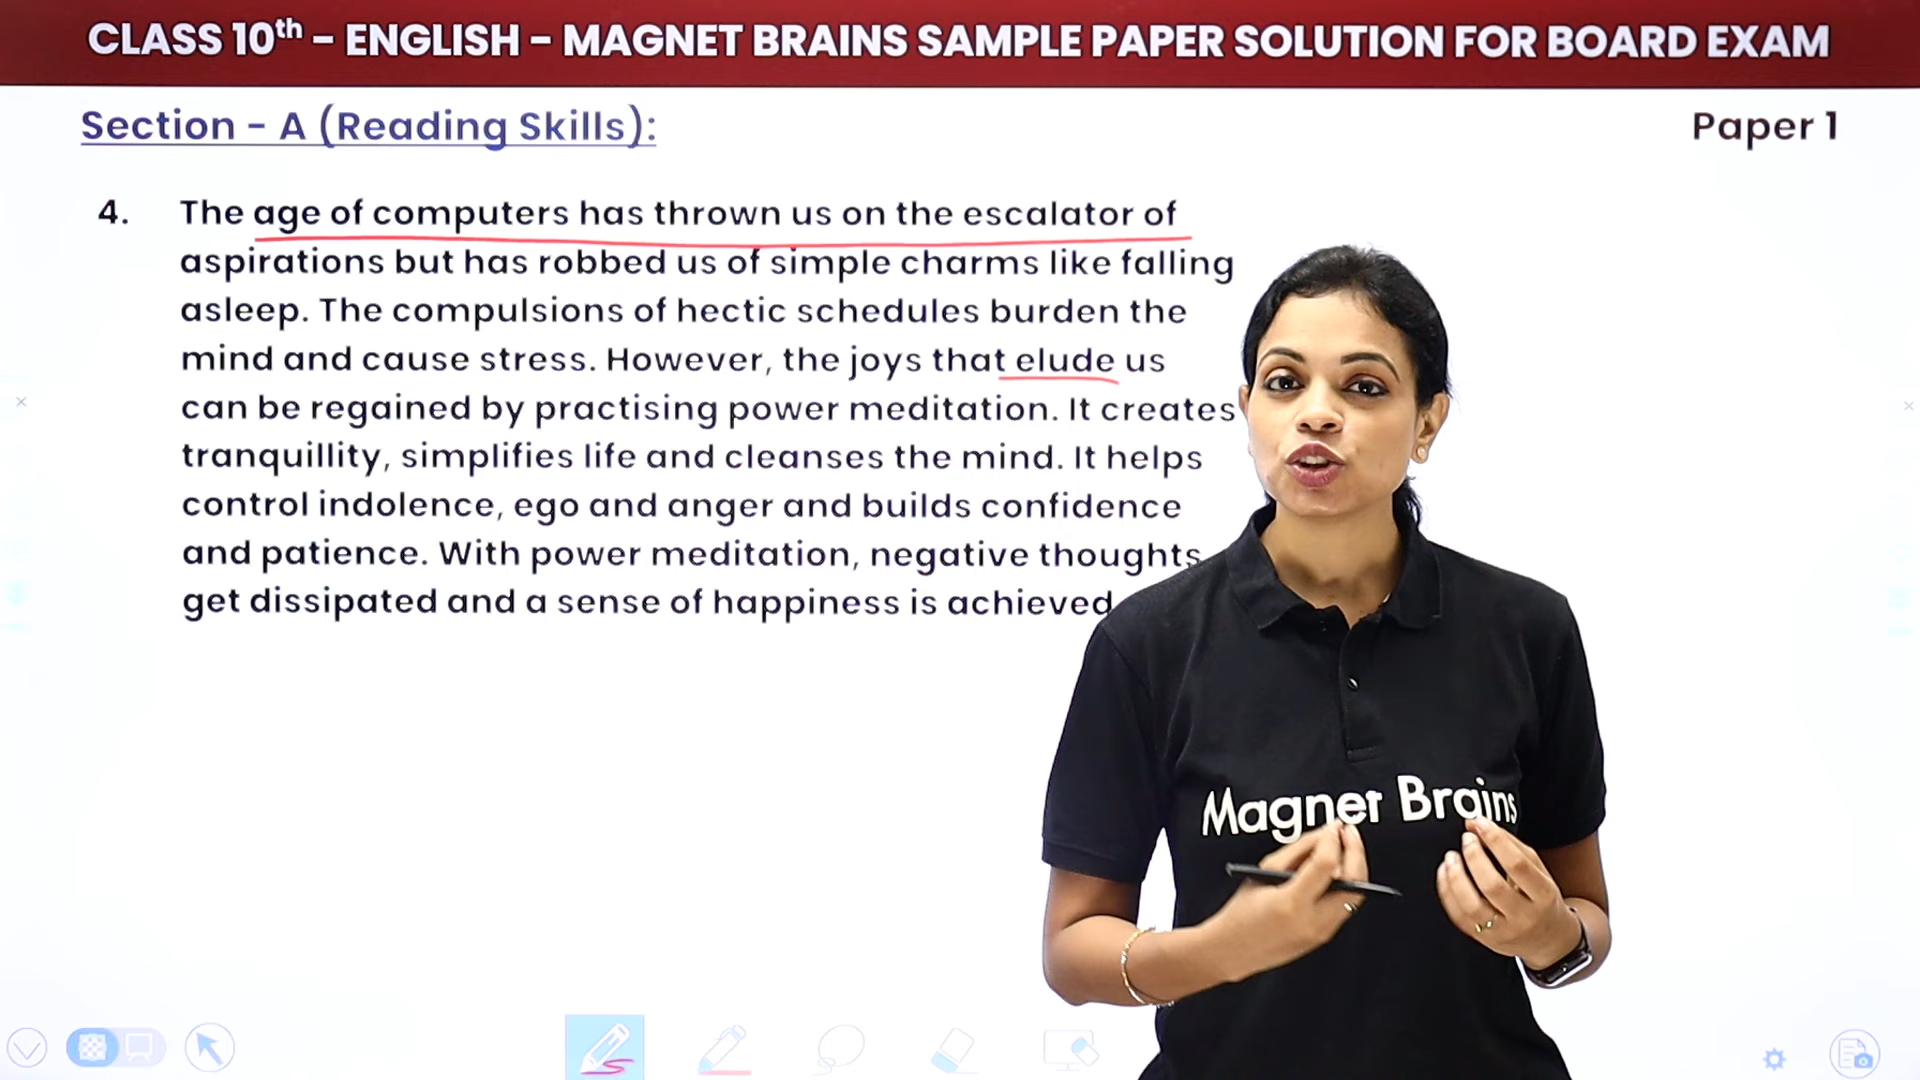 CLASS 10th – ENGLISH – MAGNET BRAINS SAMPLE PAPER SOLUTION FOR BOARD EXAM
Section – A (Reading Skills):
Paper 1
4. The age of computers has thrown us on the escalator of
aspirations but has robbed us of simple charms like falling
asleep. The compulsions of hectic schedules burden the
mind and cause stress. However, the joys that elude us
can be regained by practising power meditation. It creates
tranquillity, simplifies life and cleanses the mind. It helps
control indolence, ego and anger and builds confidence
and patience. With power meditation, negative thoughts
get dissipated and a sense of happiness is achieved
Magnet Brains